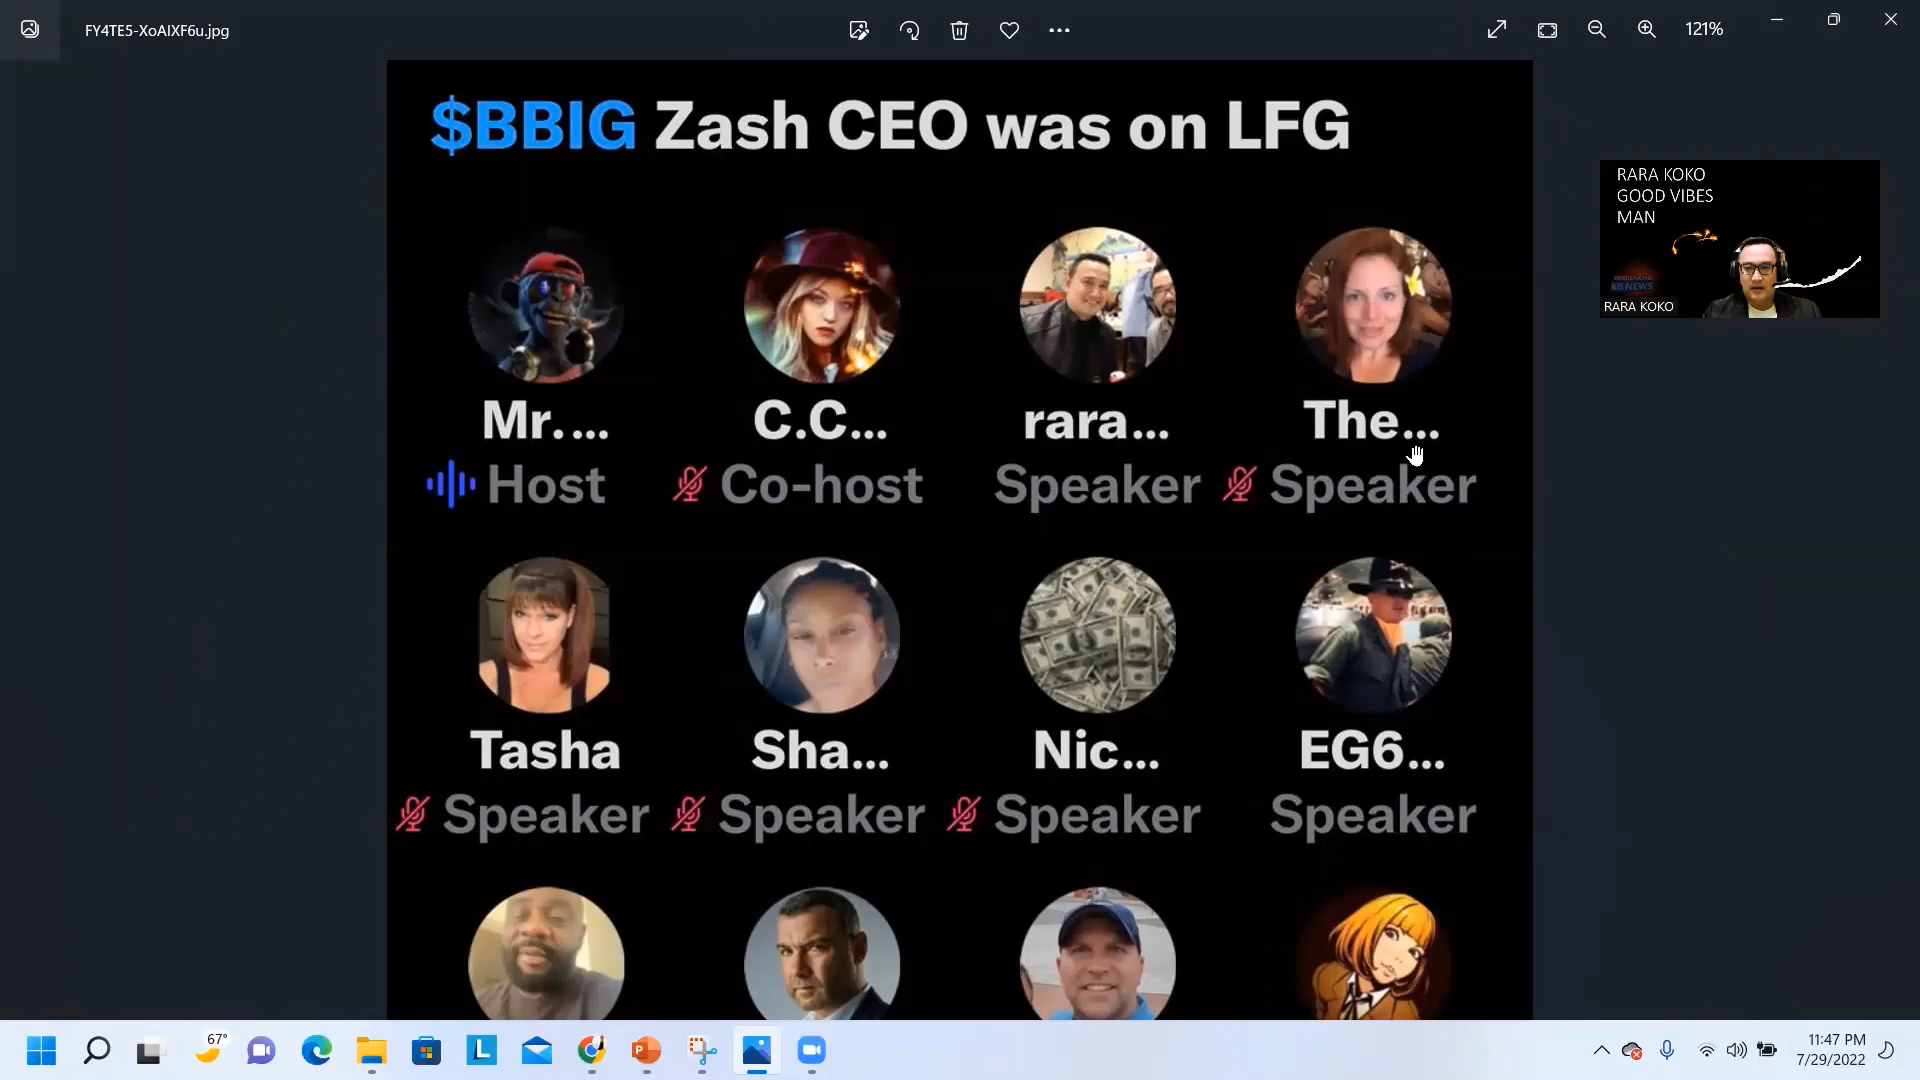 FY4TE5-XoAIXF6u.jpg
121%
$BBIG Zash CEO was on LFG
RARA KOKO
GOOD VIBES
MAN
NEWS
RARA KOKO
Mr. ...
C.C...
rara...
The...
Host
Co-host
Speaker
Speaker
Tasha
Sha...
Nic...
EG6...
Speaker
Speaker
Speaker
Speaker
67°
11:47 PM
7/29/2022